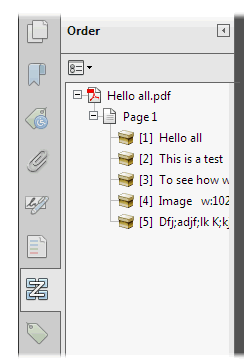 Order
Hello all.pdf
Page 1
[1] Hello all
[2] This is a test
[3] To see how w
[4] Image w:102
[5] Dfj;adjf;lk K;k